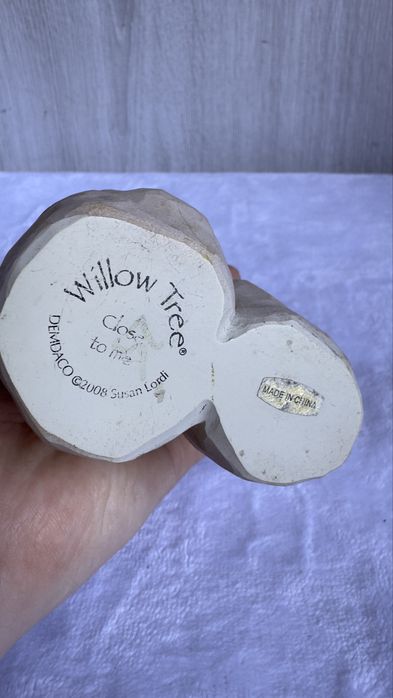 Willow Tree®
Close
to me
DEMDACO ©2008 Susan Lordi
MADE IN CHINA